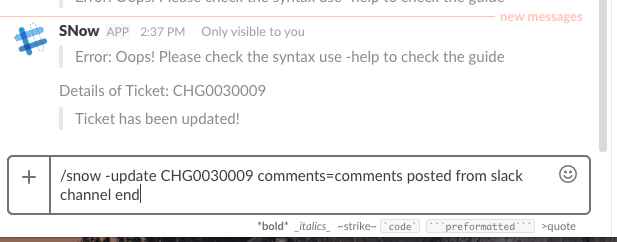 Error: Oops! Please check the syntax use -help to check the guide
new messages
SNow APP 2:37 PM Only visible to you
Error: Oops! Please check the syntax use -help to check the guide
Details of Ticket: CHG0030009
Ticket has been updated!
/snow -update CHG0030009 comments=comments posted from slack
channel end
*bold* _italics_ ~strike~ `code` ```preformatted``` >quote